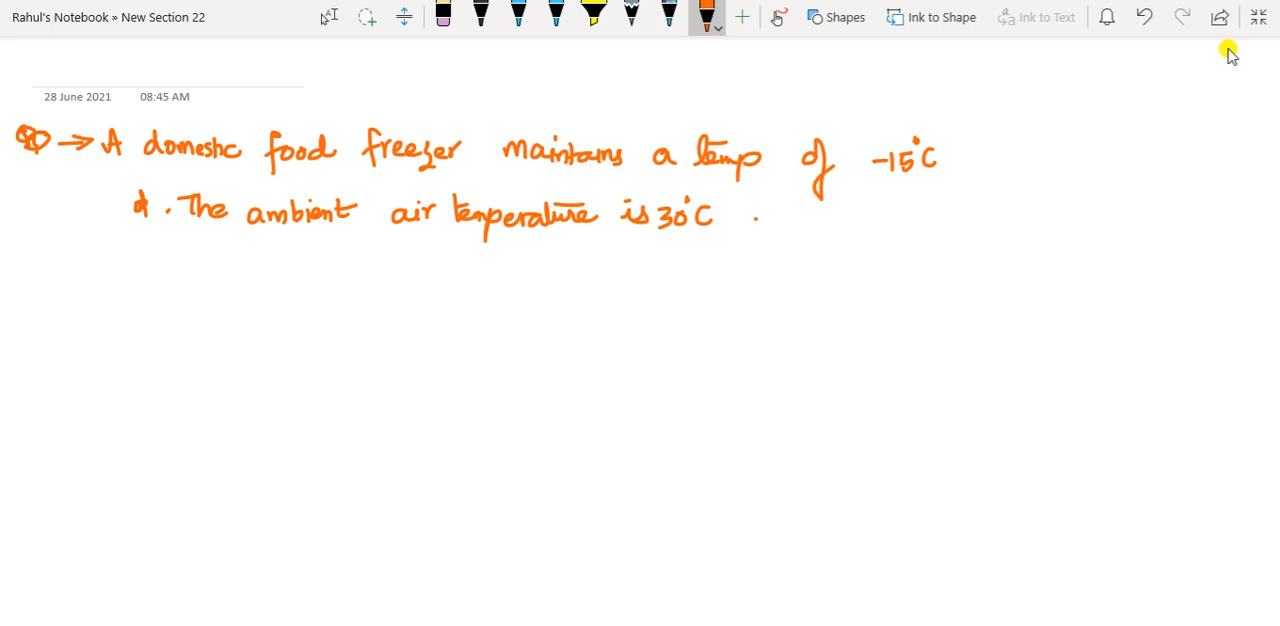 Rahul's Notebook » New Section 22
Shapes
Ink to Shape
Ink to Text
28 June 2021 08:45 AM
→ A domestic food freezer maintains a temp of -15°C
. The ambient air temperature is 30°C .